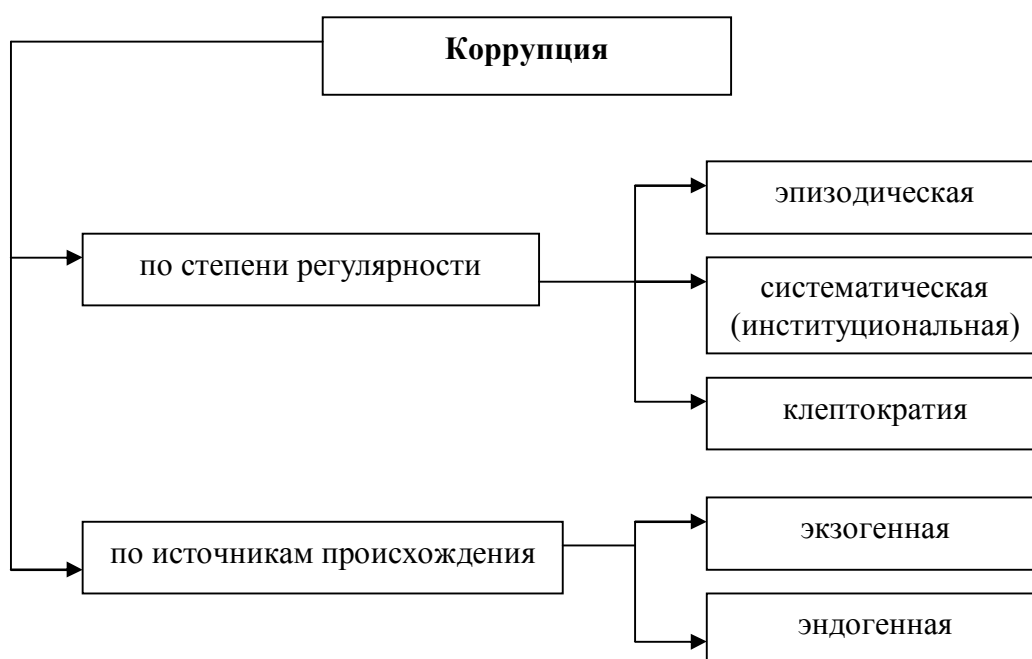 Коррупция
эпизодическая
по степени регулярности
систематическая
(институциональная)
клептократия
экзогенная
по источникам происхождения
эндогенная